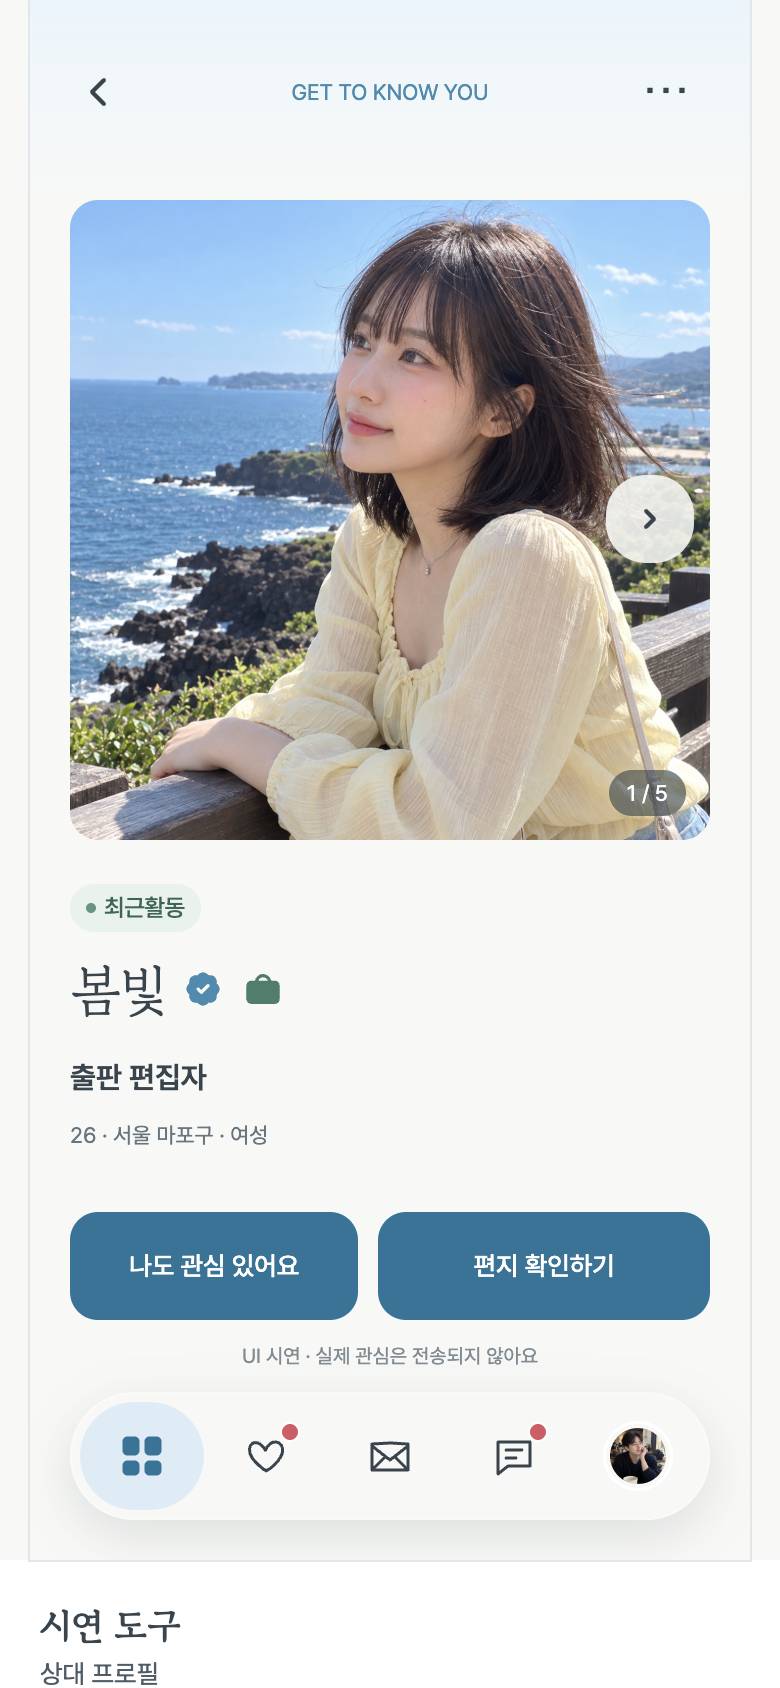 GET TO KNOW YOU
1 / 5
최근활동
봄빛
출판 편집자
26 · 서울 마포구 · 여성
나도 관심 있어요
편지 확인하기
UI 시연 · 실제 관심은 전송되지 않아요
시연 도구
상대 프로필